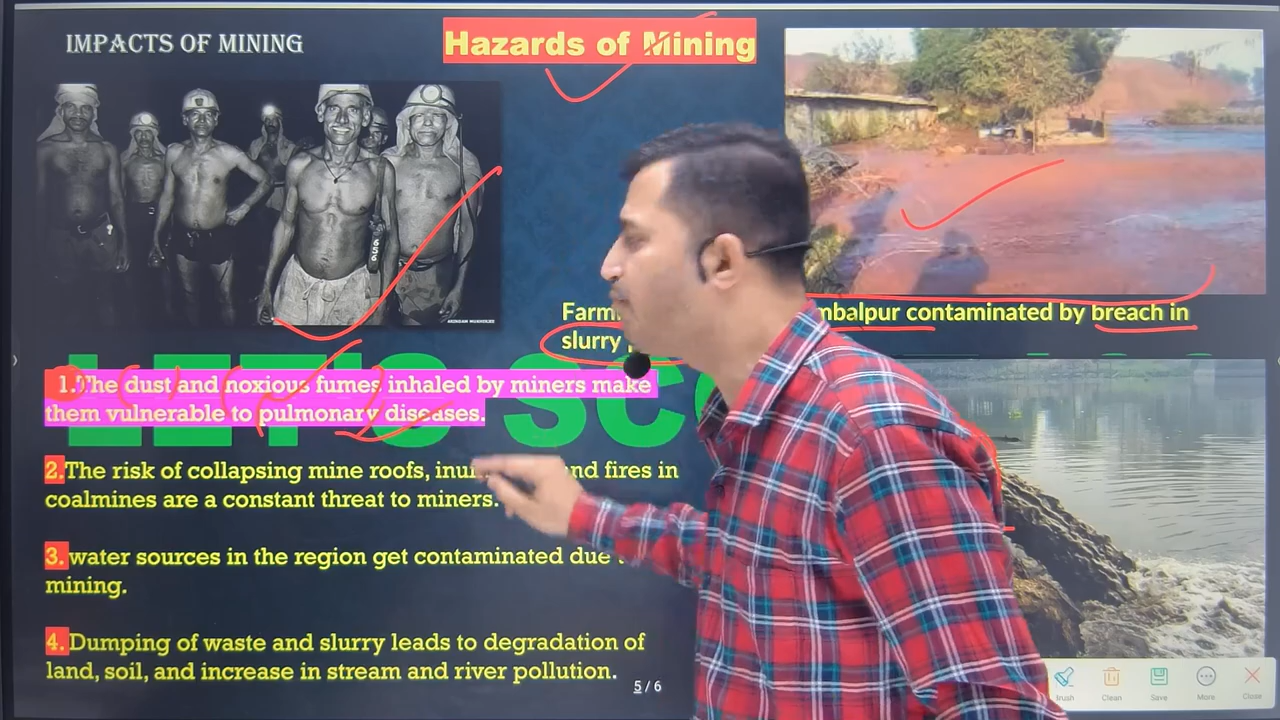 IMPACTS OF MINING
Hazards of Mining
ARINDAM MUKHERJEE
contaminated by breach in
slurry
LET'S
1.The dust and noxious fumes inhaled by miners make
them vulnerable to pulmonary diseases.
2.The risk of collapsing mine roofs, nd fires in
coalmines are a constant threat to miners.
3.water sources in the region get contaminated due
mining.
4.Dumping of waste and slurry leads to degradation of
land, soil, and increase in stream and river pollution.
5/6
Brush Clean Save More Close